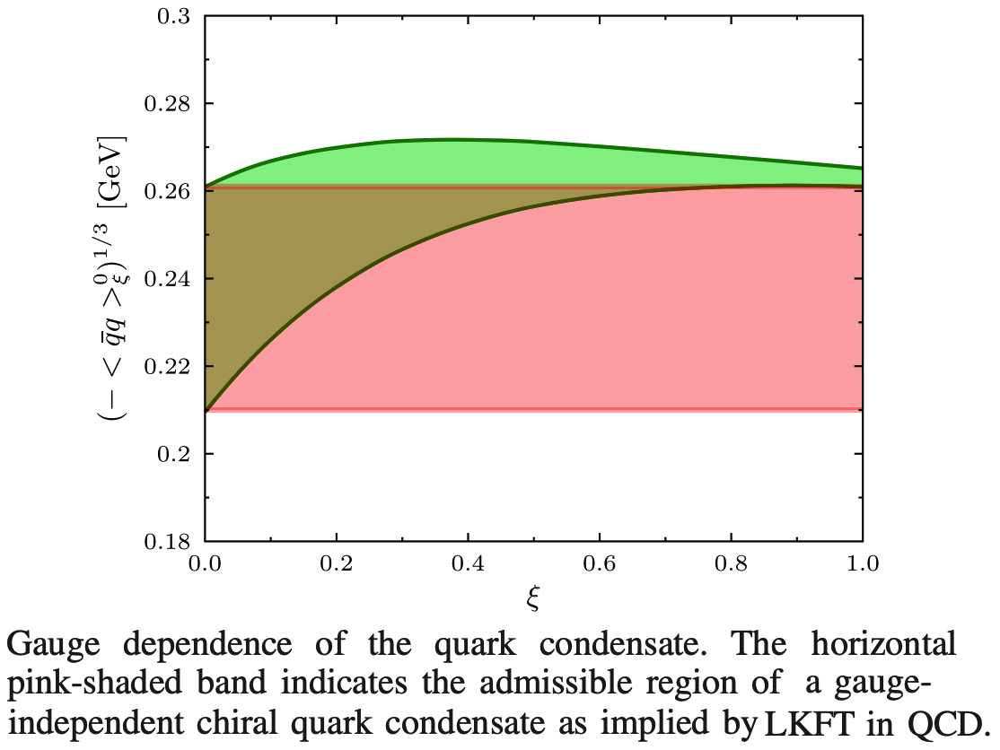 0.3
0.28
0.26
0.24
0.22
0.2
0.18
(− < q̄q >⁰_ξ)^{1/3} [GeV]
0.0 0.2 0.4 0.6 0.8 1.0
ξ
Gauge dependence of the quark condensate. The horizontal
pink-shaded band indicates the admissible region of a gauge-
independent chiral quark condensate as implied by LKFT in QCD.